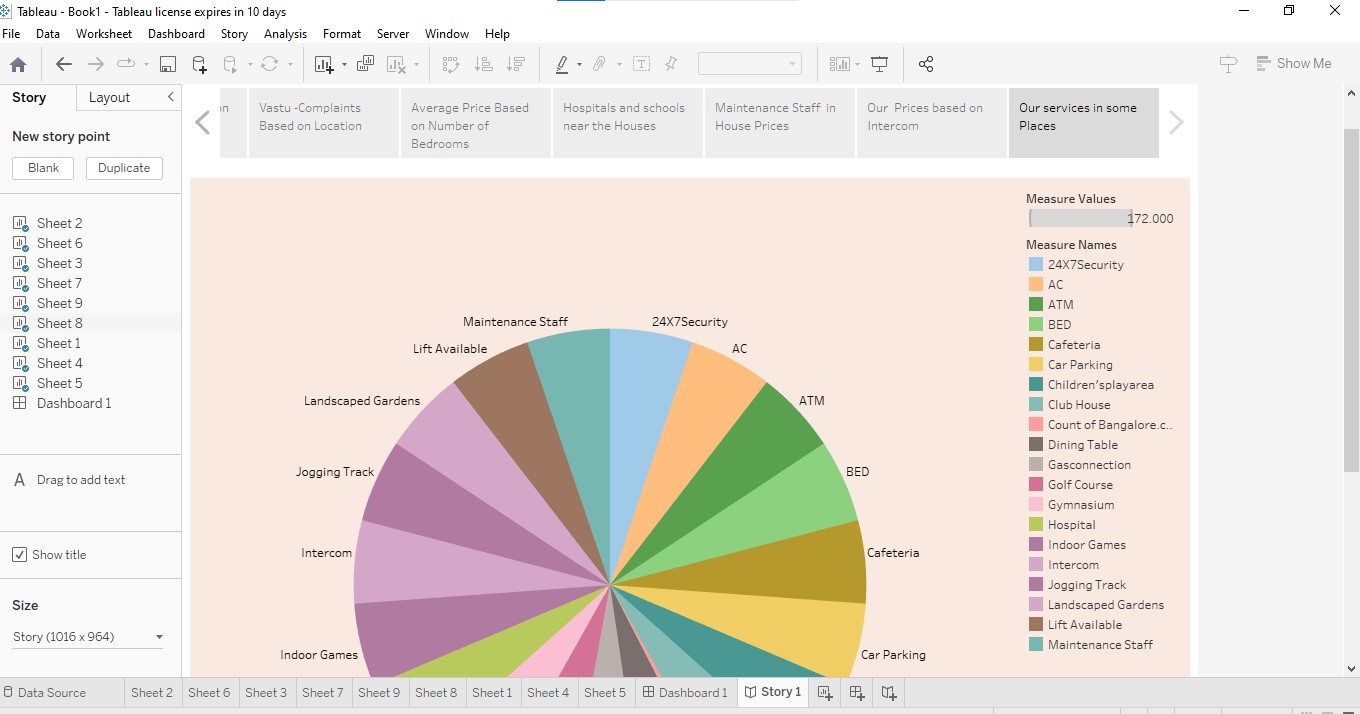 Tableau - Book1 - Tableau license expires in 10 days
File Data Worksheet Dashboard Story Analysis Format Server Window Help
Show Me
Story Layout
New story point
Blank Duplicate
Sheet 2
Sheet 6
Sheet 3
Sheet 7
Sheet 9
Sheet 8
Sheet 1
Sheet 4
Sheet 5
Dashboard 1
A Drag to add text
Show title
Size
Story (1016 x 964)
on
Vastu -Complaints
Based on Location
Average Price Based
on Number of
Bedrooms
Hospitals and schools
near the Houses
Maintenance Staff in
House Prices
Our Prices based on
Intercom
Our services in some
Places
Maintenance Staff
24X7Security
Lift Available
AC
Landscaped Gardens
ATM
Jogging Track
BED
Intercom
Cafeteria
Indoor Games
Car Parking
Measure Values
172.000
Measure Names
24X7Security
AC
ATM
BED
Cafeteria
Car Parking
Children'splayarea
Club House
Count of Bangalore.c..
Dining Table
Gasconnection
Golf Course
Gymnasium
Hospital
Indoor Games
Intercom
Jogging Track
Landscaped Gardens
Lift Available
Maintenance Staff
Data Source Sheet 2 Sheet 6 Sheet 3 Sheet 7 Sheet 9 Sheet 8 Sheet 1 Sheet 4 Sheet 5 Dashboard 1 Story 1